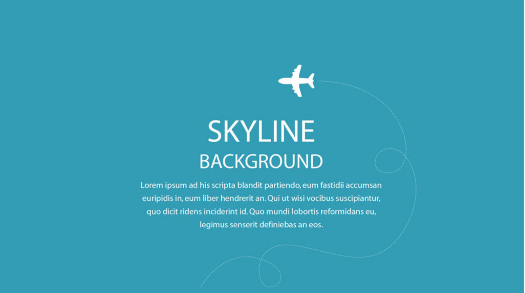 SKYLINE
BACKGROUND
Lorem ipsum ad his scripta blandit partiendo, eum fastidii accumsan
euripidis in, eum liber hendrerit an. Qui ut wisi vocibus suscipiantur,
quo dicit ridens inciderint id. Quo mundi lobortis reformidans eu,
legimus senserit definiebas an eos.